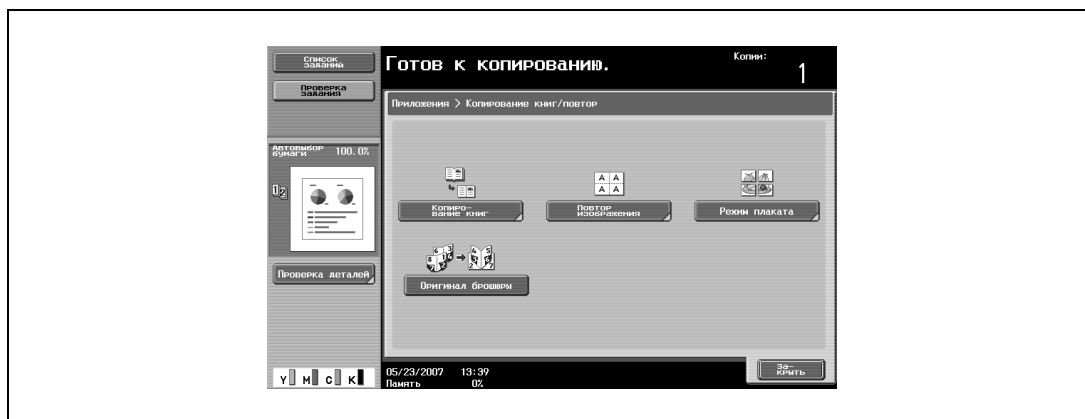 Список
заданий
Готов к копированию.
Копии:
1
Проверка
задания
Приложения > Копирование книг/повтор
Автовыбор
бумаги 100.0%
Копиро-
вание книг
Повтор
изображения
Режим плаката
Проверка деталей
Оригинал брошюры
Y M C K
05/23/2007 13:39
Память 0%
За-
крыть